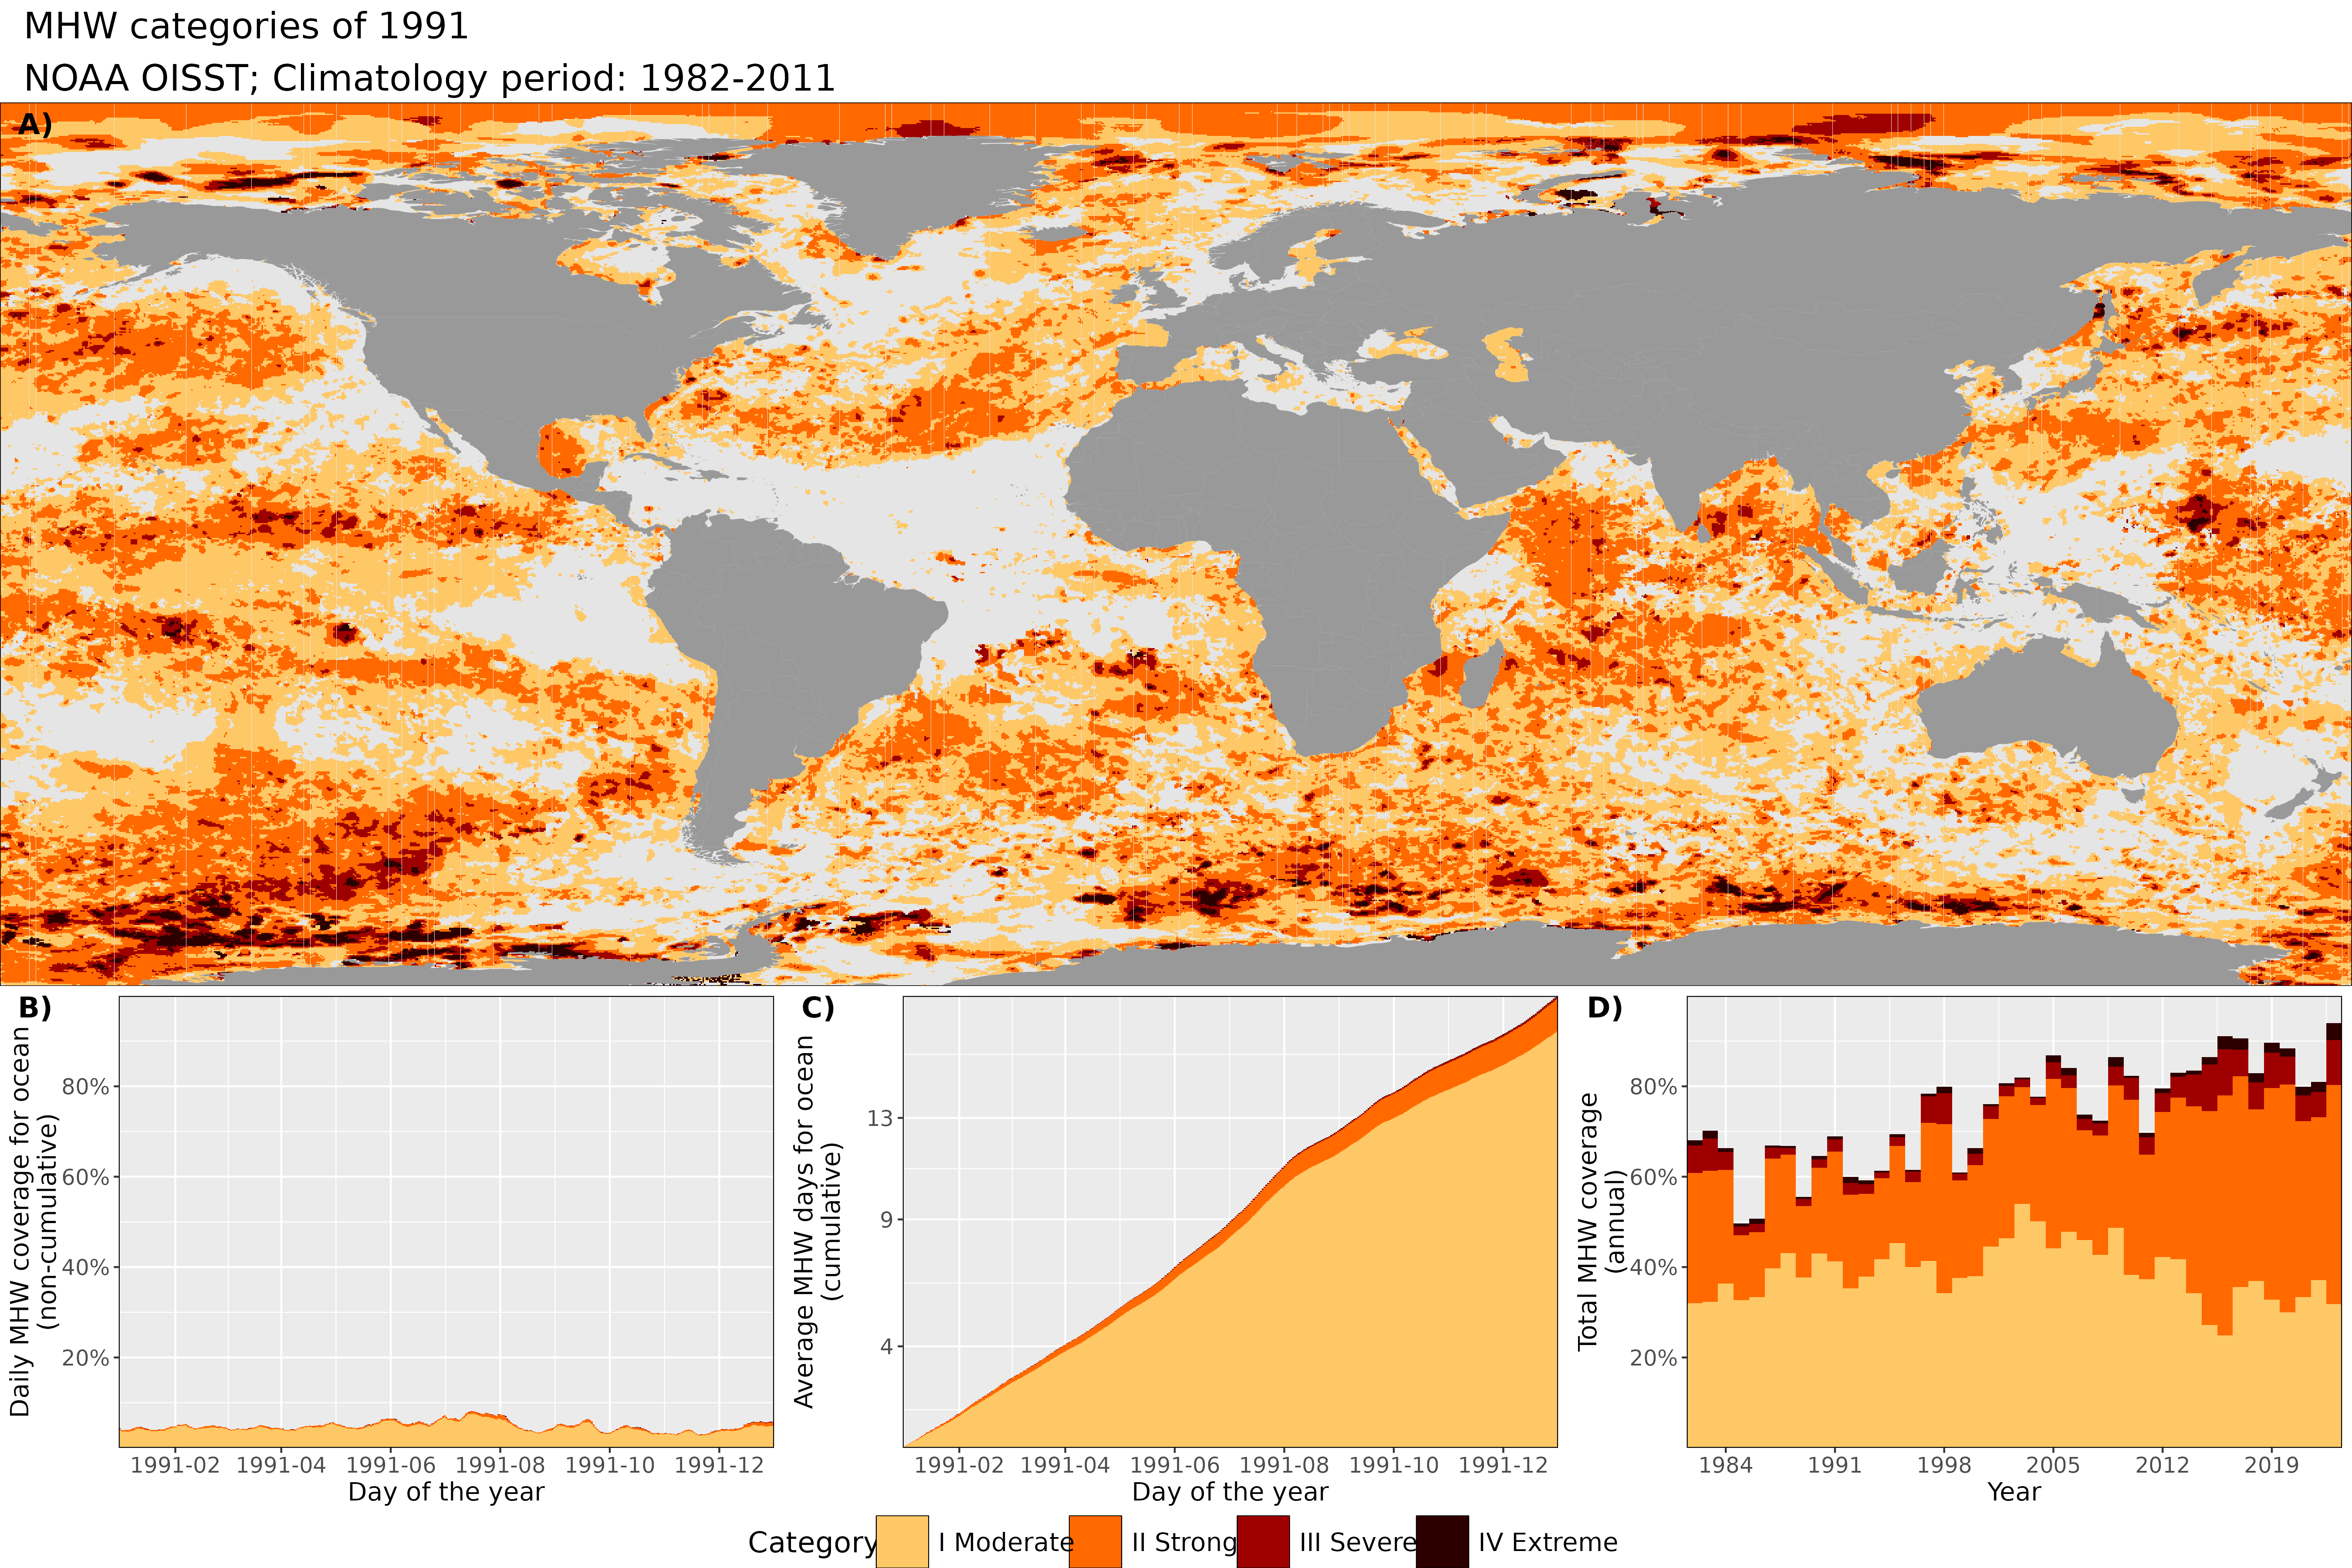 MHW categories of 1991
NOAA OISST; Climatology period: 1982-2011
A)
B)
Daily MHW coverage for ocean
(non-cumulative)
80%
60%
40%
20%
1991-02 1991-04 1991-06 1991-08 1991-10 1991-12
Day of the year
C)
Average MHW days for ocean
(cumulative)
13
9
4
1991-02 1991-04 1991-06 1991-08 1991-10 1991-12
Day of the year
D)
Total MHW coverage
(annual)
80%
60%
40%
20%
1984 1991 1998 2005 2012 2019
Year
Category I Moderate II Strong III Severe IV Extreme